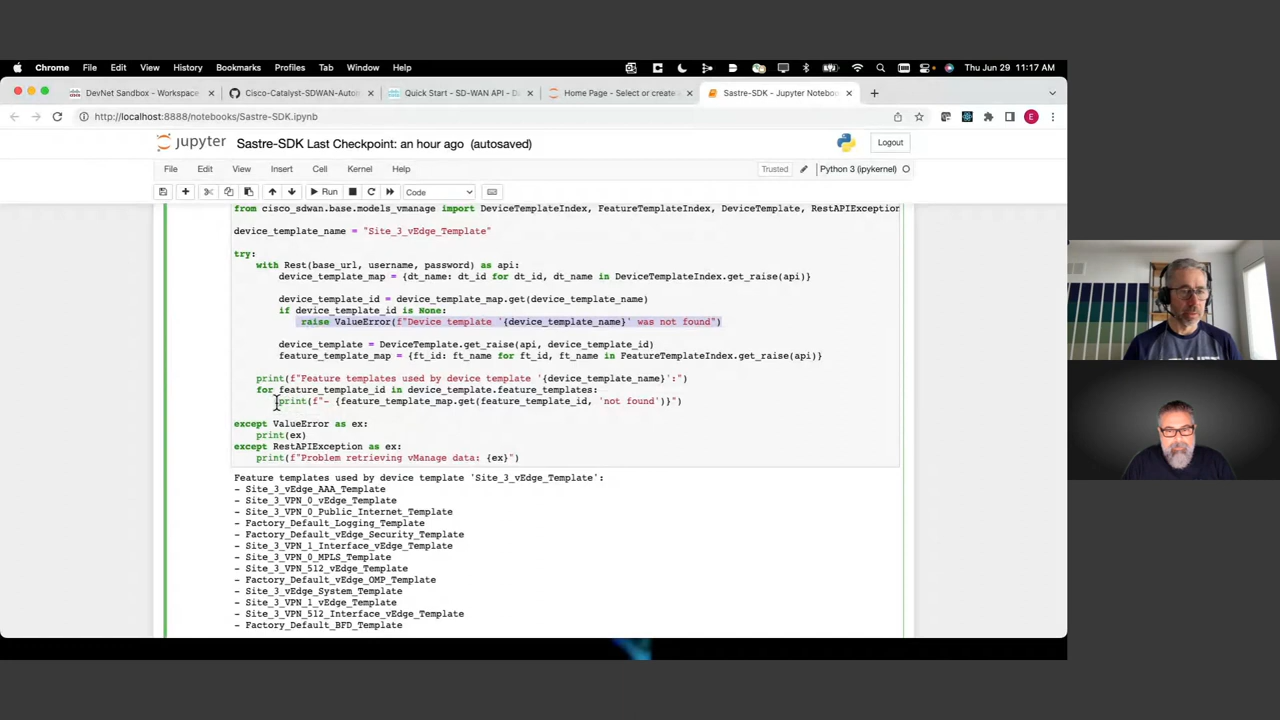 Chrome File Edit View History Bookmarks Profiles Tab Window Help Thu Jun 29 11:17 AM
DevNet Sandbox - Workspace Cisco-Catalyst-SDWAN-Autom Quick Start - SD-WAN API - D Home Page - Select or create Sastre-SDK - Jupyter Notebo
http://localhost:8888/notebooks/Sastre-SDK.ipynb
E
jupyter Sastre-SDK Last Checkpoint: an hour ago (autosaved) Logout
File Edit View Insert Cell Kernel Help Trusted Python 3 (ipykernel)
Run Code
from cisco_sdwan.base.models_vmanage import DeviceTemplateIndex, FeatureTemplateIndex, DeviceTemplate, RestAPIException
device_template_name = "Site_3_vEdge_Template"
try:
with Rest(base_url, username, password) as api:
device_template_map = {dt_name: dt_id for dt_id, dt_name in DeviceTemplateIndex.get_raise(api)}
device_template_id = device_template_map.get(device_template_name)
if device_template_id is None:
raise ValueError(f"Device template '{device_template_name}' was not found")
device_template = DeviceTemplate.get_raise(api, device_template_id)
feature_template_map = {ft_id: ft_name for ft_id, ft_name in FeatureTemplateIndex.get_raise(api)}
print(f"Feature templates used by device template '{device_template_name}':")
for feature_template_id in device_template.feature_templates:
print(f"- {feature_template_map.get(feature_template_id, 'not found')}")
except ValueError as ex:
print(ex)
except RestAPIException as ex:
print(f"Problem retrieving vManage data: {ex}")
Feature templates used by device template 'Site_3_vEdge_Template':
- Site_3_vEdge_AAA_Template
- Site_3_VPN_0_vEdge_Template
- Site_3_VPN_0_Public_Internet_Template
- Factory_Default_Logging_Template
- Factory_Default_vEdge_Security_Template
- Site_3_VPN_1_Interface_vEdge_Template
- Site_3_VPN_0_MPLS_Template
- Site_3_VPN_512_vEdge_Template
- Factory_Default_vEdge_OMP_Template
- Site_3_vEdge_System_Template
- Site_3_VPN_1_vEdge_Template
- Site_3_VPN_512_Interface_vEdge_Template
- Factory_Default_BFD_Template